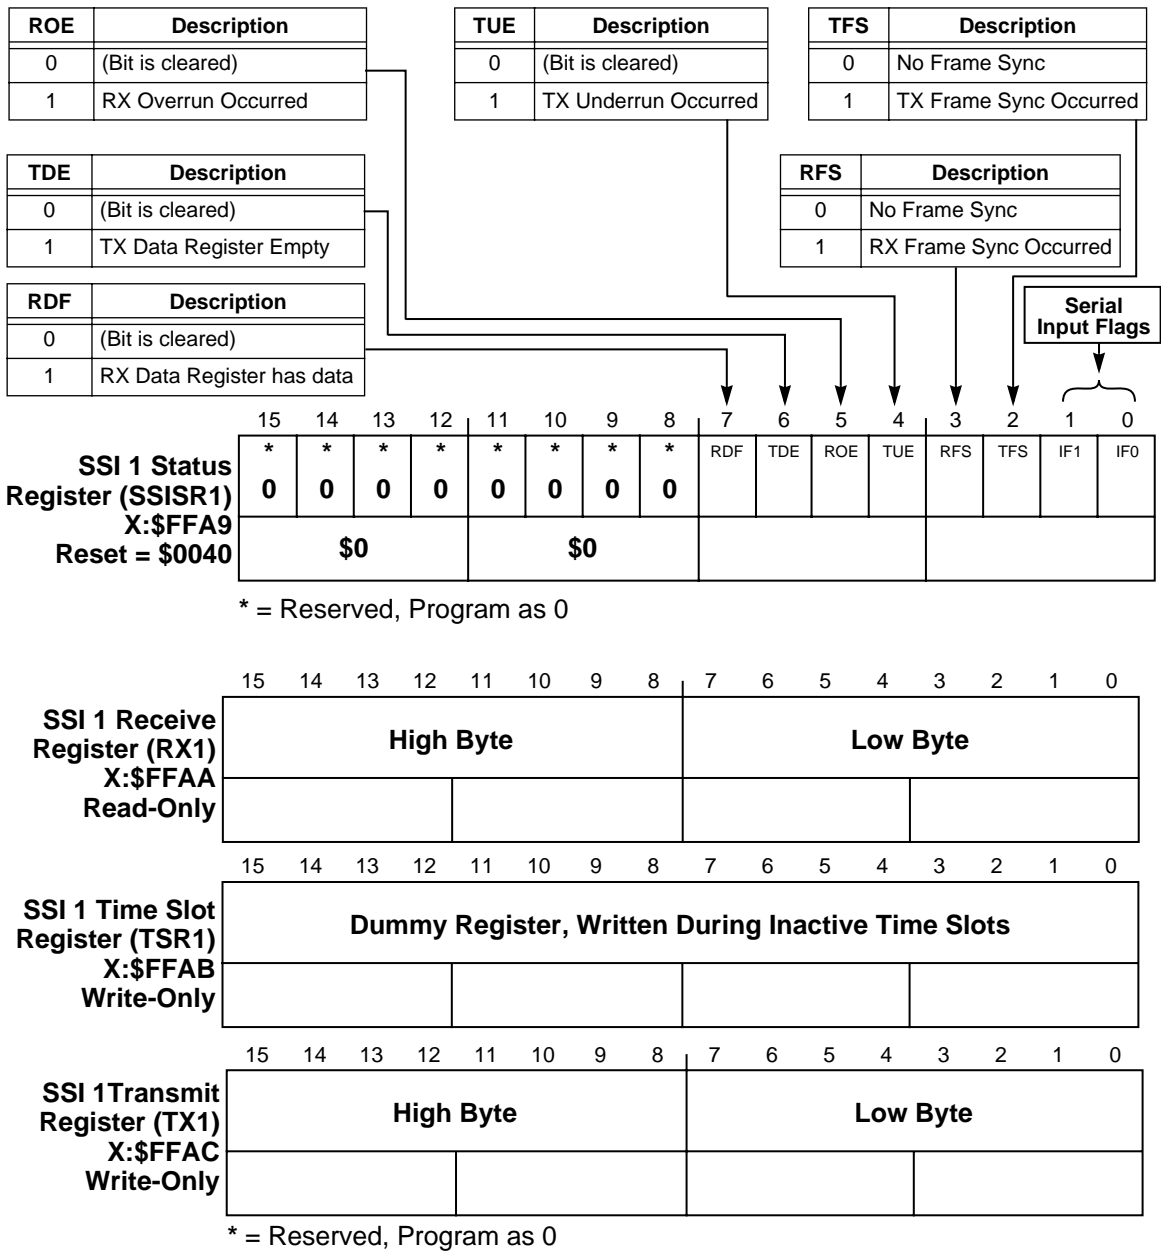 ROE Description
0 (Bit is cleared)
1 RX Overrun Occurred
TUE Description
0 (Bit is cleared)
1 TX Underrun Occurred
TFS Description
0 No Frame Sync
1 TX Frame Sync Occurred
TDE Description
0 (Bit is cleared)
1 TX Data Register Empty
RFS Description
0 No Frame Sync
1 RX Frame Sync Occurred
RDF Description
0 (Bit is cleared)
1 RX Data Register has data
Serial
Input Flags
15 14 13 12 11 10 9 8 7 6 5 4 3 2 1 0
* * * * * * * * RDF TDE ROE TUE RFS TFS IF1 IF0
0 0 0 0 0 0 0 0
$0 $0
SSI 1 Status
Register (SSISR1)
X:$FFA9
Reset = $0040
* = Reserved, Program as 0
15 14 13 12 11 10 9 8 7 6 5 4 3 2 1 0
SSI 1 Receive
Register (RX1)
X:$FFAA
Read-Only
High Byte Low Byte
15 14 13 12 11 10 9 8 7 6 5 4 3 2 1 0
SSI 1 Time Slot
Register (TSR1)
X:$FFAB
Write-Only
Dummy Register, Written During Inactive Time Slots
15 14 13 12 11 10 9 8 7 6 5 4 3 2 1 0
SSI 1Transmit
Register (TX1)
X:$FFAC
Write-Only
High Byte Low Byte
* = Reserved, Program as 0